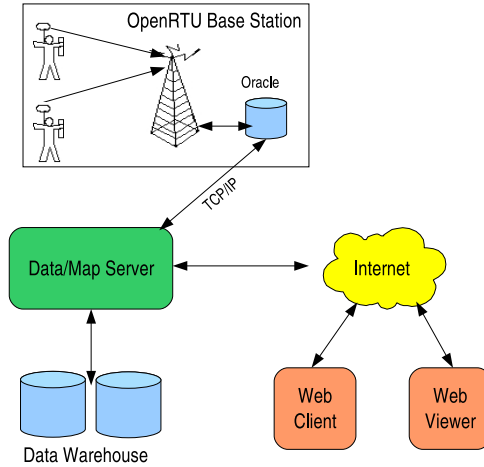 OpenRTU Base Station
Oracle
TCP/IP
Data/Map Server
Internet
Web
Client
Web
Viewer
Data Warehouse